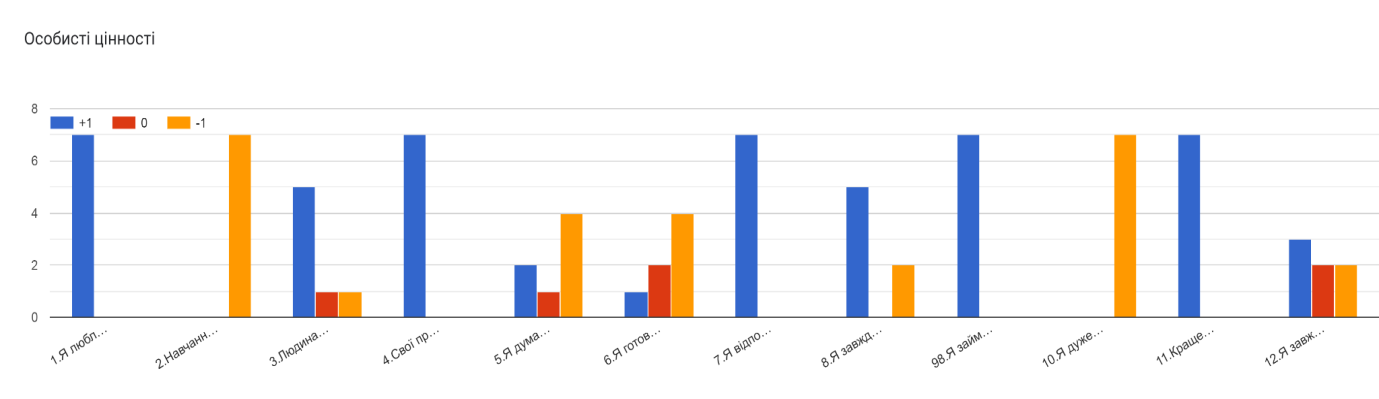 Особисті цінності
8
+1 0 -1
6
4
2
0
1.Я любл…
2.Навчанн…
3.Людина…
4.Свої пр…
5.Я дума…
6.Я готов…
7.Я відпо…
8.Я завжд…
98.Я займ…
10.Я дуже…
11.Краще…
12.Я завж…